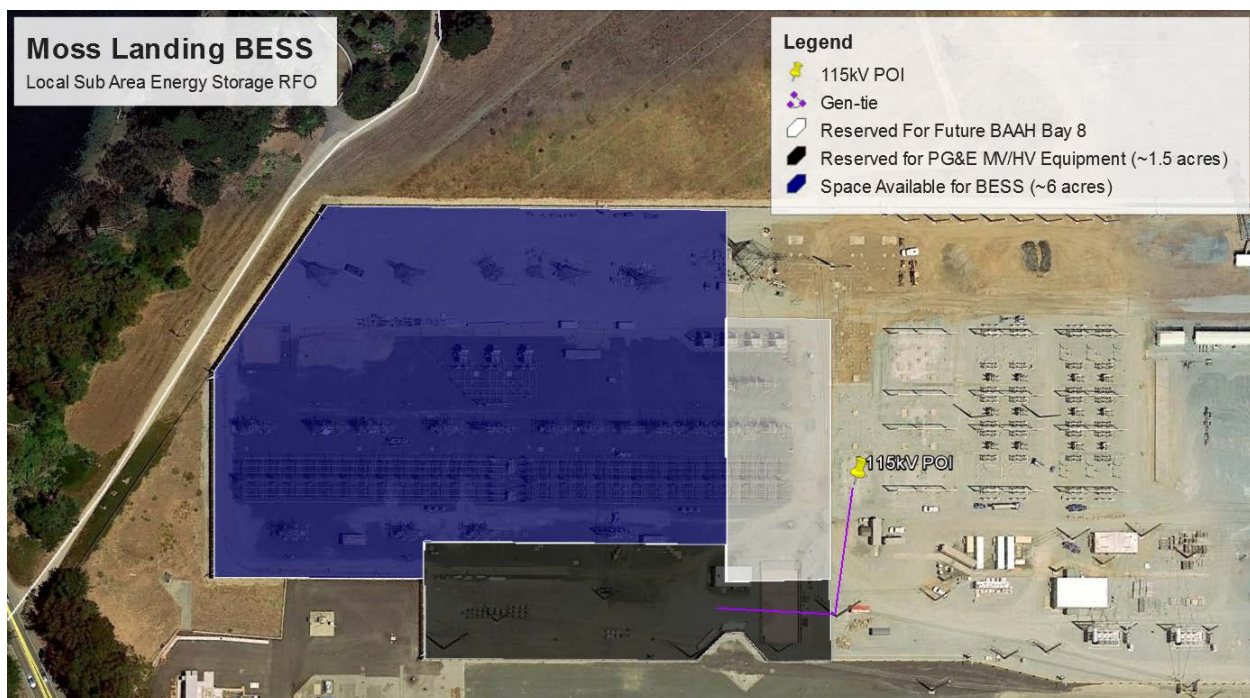 Moss Landing BESS
Local Sub Area Energy Storage RFO
Legend
115kV POI
Gen-tie
Reserved For Future BAAH Bay 8
Reserved for PG&E MV/HV Equipment (~1.5 acres)
Space Available for BESS (~6 acres)
115kV POI